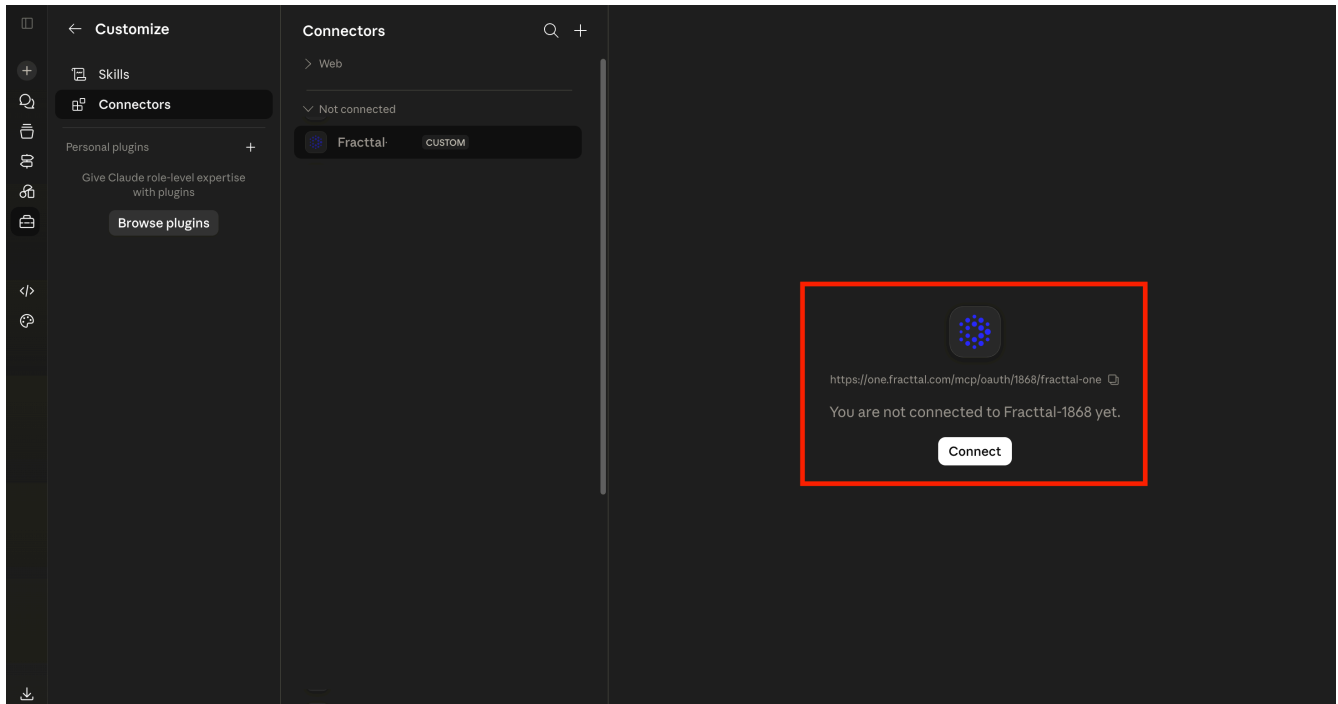 Customize
Skills
Connectors
Personal plugins
Give Claude role-level expertise
with plugins
Browse plugins
Connectors
Web
Not connected
Fracttal-
CUSTOM
https://one.fracttal.com/mcp/oauth/1868/fracttal-one
You are not connected to Fracttal-1868 yet.
Connect